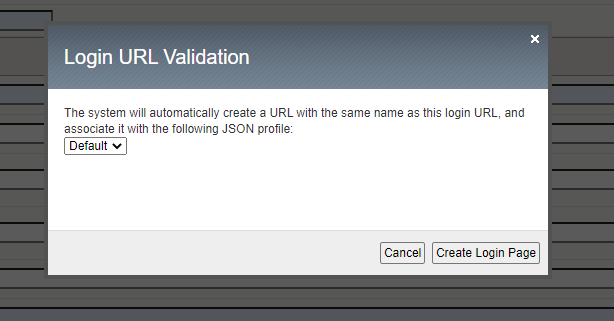 Login URL Validation
The system will automatically create a URL with the same name as this login URL, and
associate it with the following JSON profile:
Default
Cancel
Create Login Page